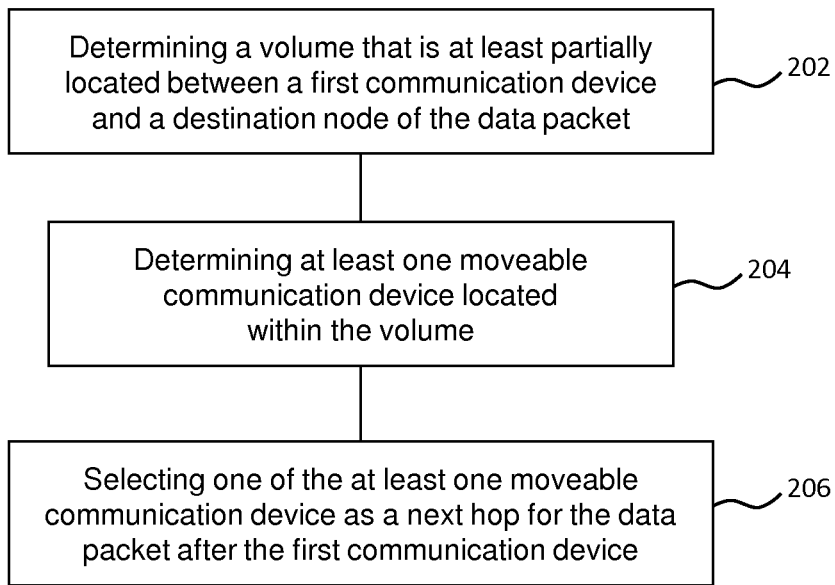 Determining a volume that is at least partially
located between a first communication device
and a destination node of the data packet
202
Determining at least one moveable
communication device located
within the volume
204
Selecting one of the at least one moveable
communication device as a next hop for the data
packet after the first communication device
206